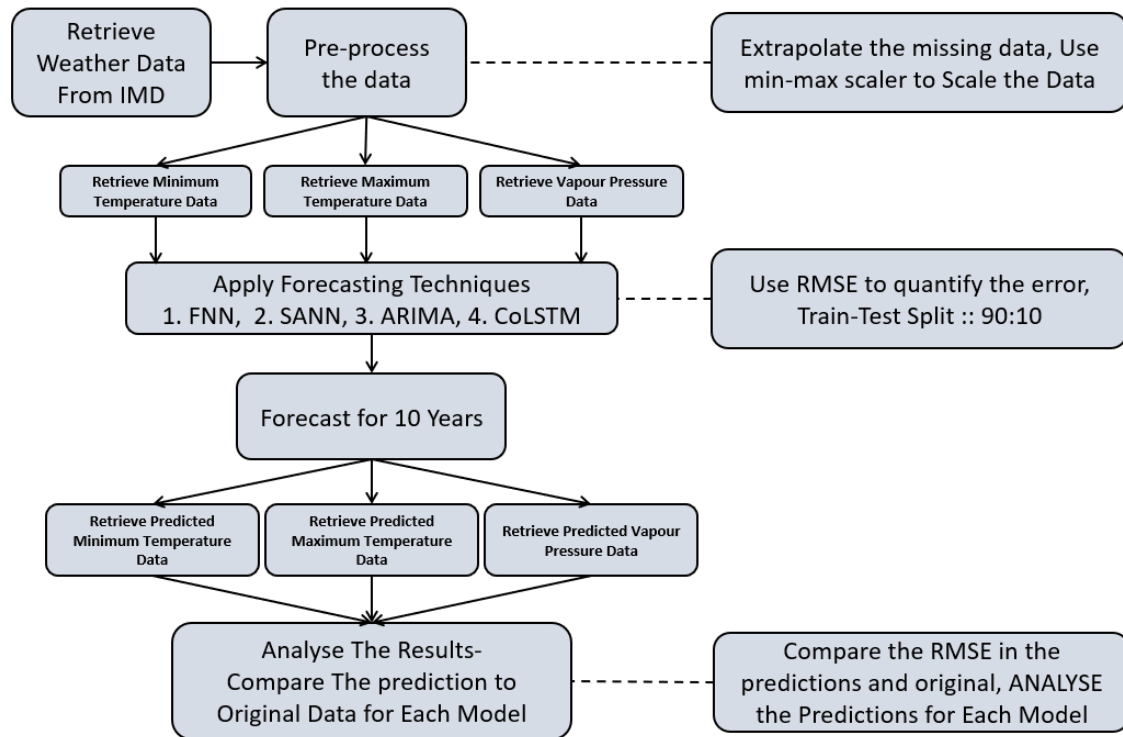 Retrieve
Weather Data
From IMD
Pre-process
the data
Extrapolate the missing data, Use
min-max scaler to Scale the Data
Retrieve Minimum
Temperature Data
Retrieve Maximum
Temperature Data
Retrieve Vapour Pressure
Data
Apply Forecasting Techniques
1. FNN,  2. SANN, 3. ARIMA, 4. CoLSTM
Use RMSE to quantify the error,
Train-Test Split :: 90:10
Forecast for 10 Years
Retrieve Predicted
Minimum Temperature
Data
Retrieve Predicted
Maximum Temperature
Data
Retrieve Predicted Vapour
Pressure Data
Analyse The Results-
Compare The prediction to
Original Data for Each Model
Compare the RMSE in the
predictions and original, ANALYSE
the Predictions for Each Model